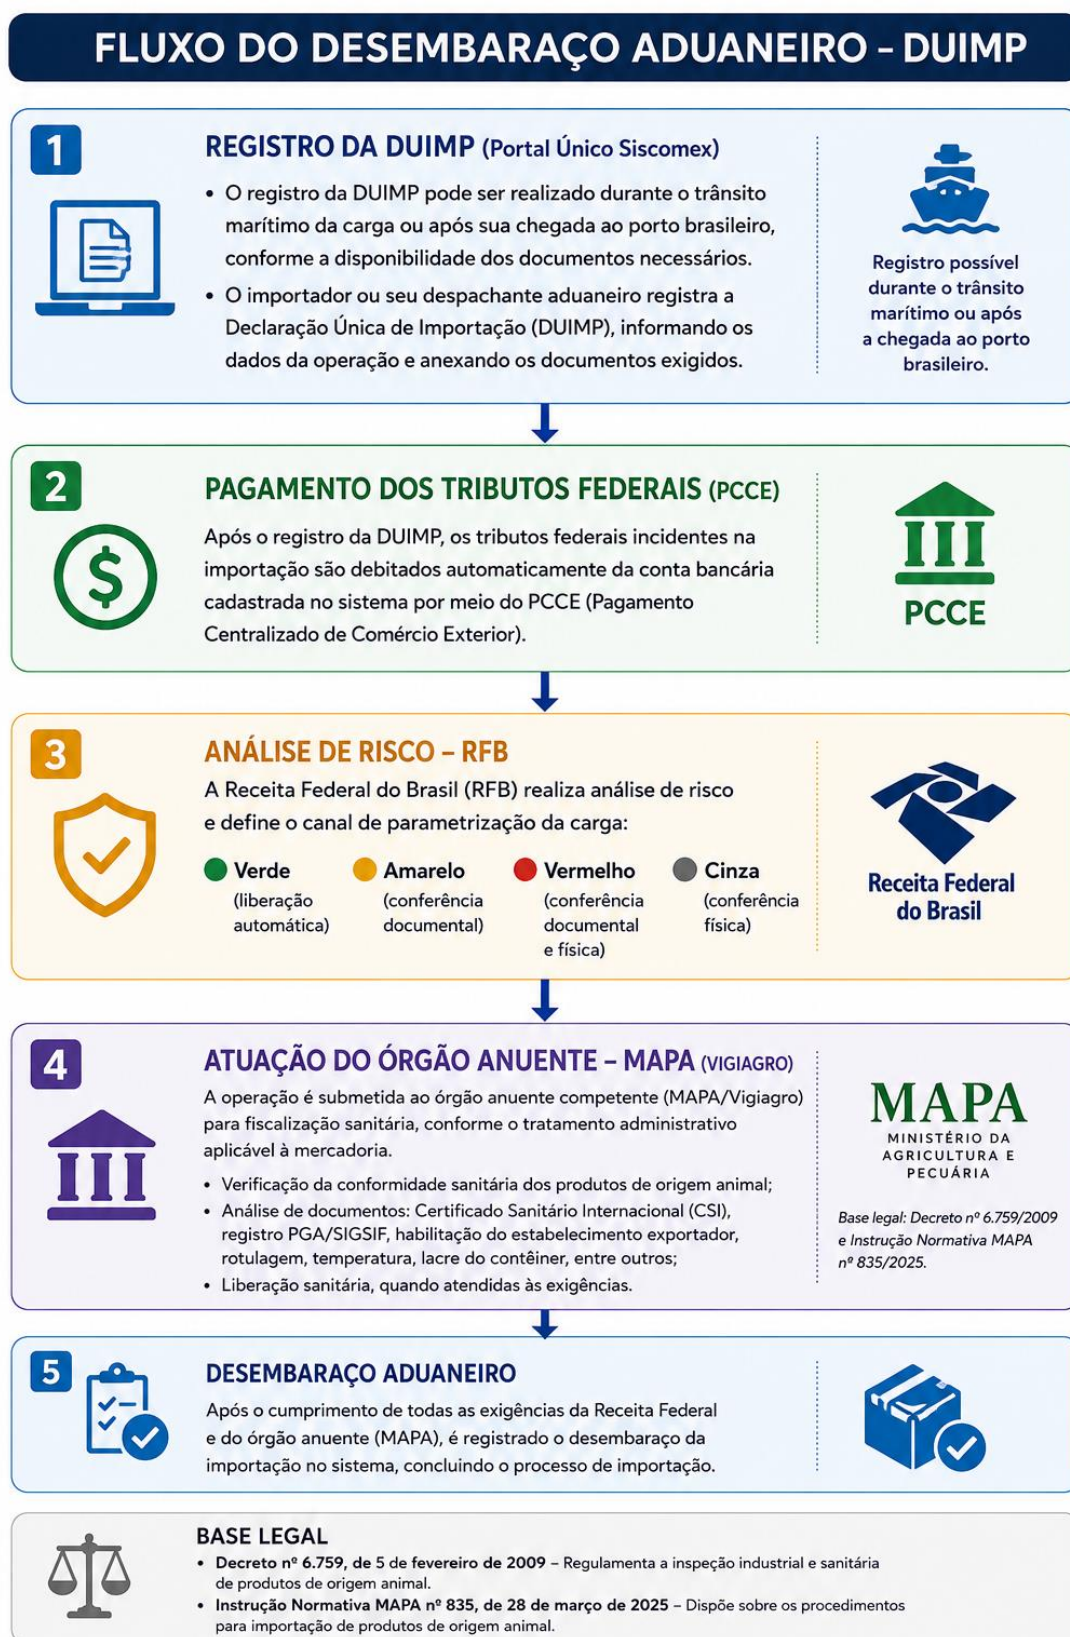 FLUXO DO DESEMBARAÇO ADUANEIRO – DUIMP
1
REGISTRO DA DUIMP (Portal Único Siscomex)
• O registro da DUIMP pode ser realizado durante o trânsito
marítimo da carga ou após sua chegada ao porto brasileiro,
conforme a disponibilidade dos documentos necessários.
• O importador ou seu despachante aduaneiro registra a
Declaração Única de Importação (DUIMP), informando os
dados da operação e anexando os documentos exigidos.
Registro possível
durante o trânsito
marítimo ou após
a chegada ao porto
brasileiro.
2
PAGAMENTO DOS TRIBUTOS FEDERAIS (PCCE)
Após o registro da DUIMP, os tributos federais incidentes na
importação são debitados automaticamente da conta bancária
cadastrada no sistema por meio do PCCE (Pagamento
Centralizado de Comércio Exterior).
PCCE
3
ANÁLISE DE RISCO – RFB
A Receita Federal do Brasil (RFB) realiza análise de risco
e define o canal de parametrização da carga:
Verde
(liberação
automática)
Amarelo
(conferência
documental)
Vermelho
(conferência
documental
e física)
Cinza
(conferência
física)
Receita Federal
do Brasil
4
ATUAÇÃO DO ÓRGÃO ANUENTE – MAPA (VIGIAGRO)
A operação é submetida ao órgão anuente competente (MAPA/Vigiagro)
para fiscalização sanitária, conforme o tratamento administrativo
aplicável à mercadoria.
• Verificação da conformidade sanitária dos produtos de origem animal;
• Análise de documentos: Certificado Sanitário Internacional (CSI),
registro PGA/SIGSIF, habilitação do estabelecimento exportador,
rotulagem, temperatura, lacre do contêiner, entre outros;
• Liberação sanitária, quando atendidas às exigências.
MAPA
MINISTÉRIO DA
AGRICULTURA E
PECUÁRIA
Base legal: Decreto nº 6.759/2009
e Instrução Normativa MAPA
nº 835/2025.
5
DESEMBARAÇO ADUANEIRO
Após o cumprimento de todas as exigências da Receita Federal
e do órgão anuente (MAPA), é registrado o desembaraço da
importação no sistema, concluindo o processo de importação.
BASE LEGAL
• Decreto nº 6.759, de 5 de fevereiro de 2009 – Regulamenta a inspeção industrial e sanitária
de produtos de origem animal.
• Instrução Normativa MAPA nº 835, de 28 de março de 2025 – Dispõe sobre os procedimentos
para importação de produtos de origem animal.